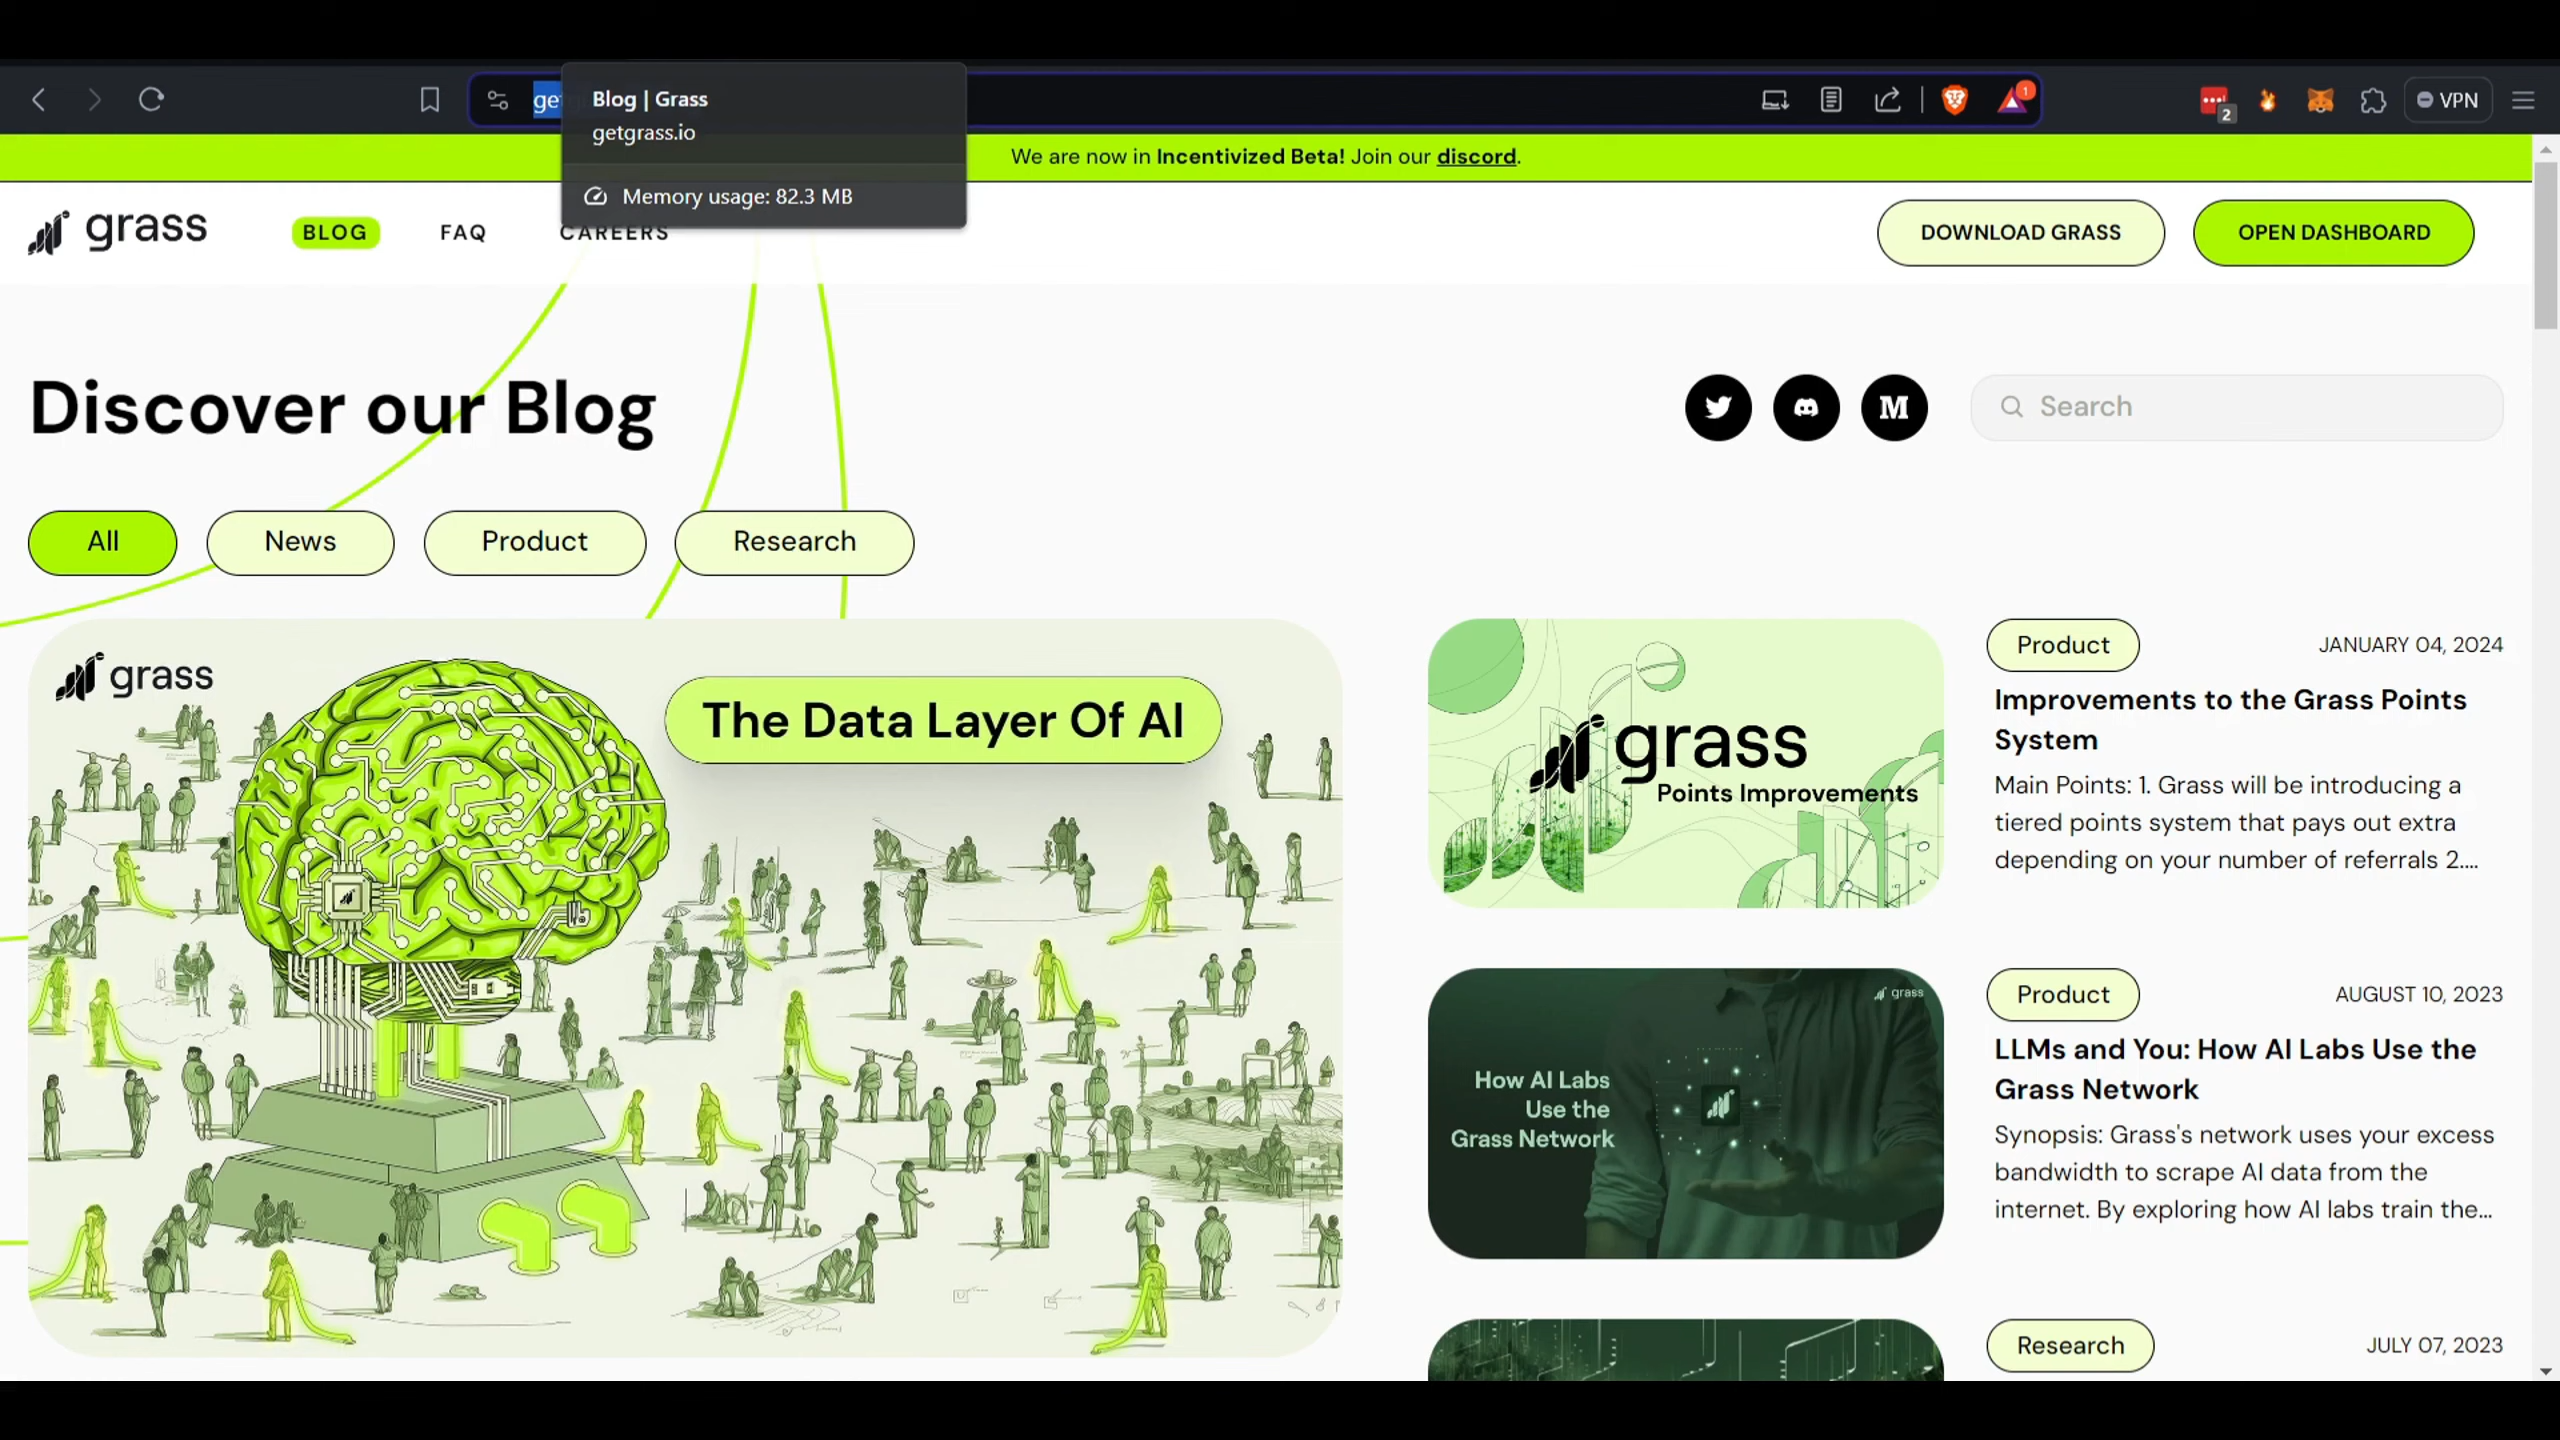 ge
Blog | Grass
getgrass.io
Memory usage: 82.3 MB
1
2
VPN
We are now in Incentivized Beta! Join our discord.
grass
BLOG
FAQ
CAREERS
DOWNLOAD GRASS
OPEN DASHBOARD
Discover our Blog
M
Search
All
News
Product
Research
grass
The Data Layer Of AI
grass
Points Improvements
Product
JANUARY 04, 2024
Improvements to the Grass Points
System
Main Points: 1. Grass will be introducing a
tiered points system that pays out extra
depending on your number of referrals 2....
grass
How AI Labs
Use the
Grass Network
Product
AUGUST 10, 2023
LLMs and You: How AI Labs Use the
Grass Network
Synopsis: Grass's network uses your excess
bandwidth to scrape AI data from the
internet. By exploring how AI labs train the...
Research
JULY 07, 2023